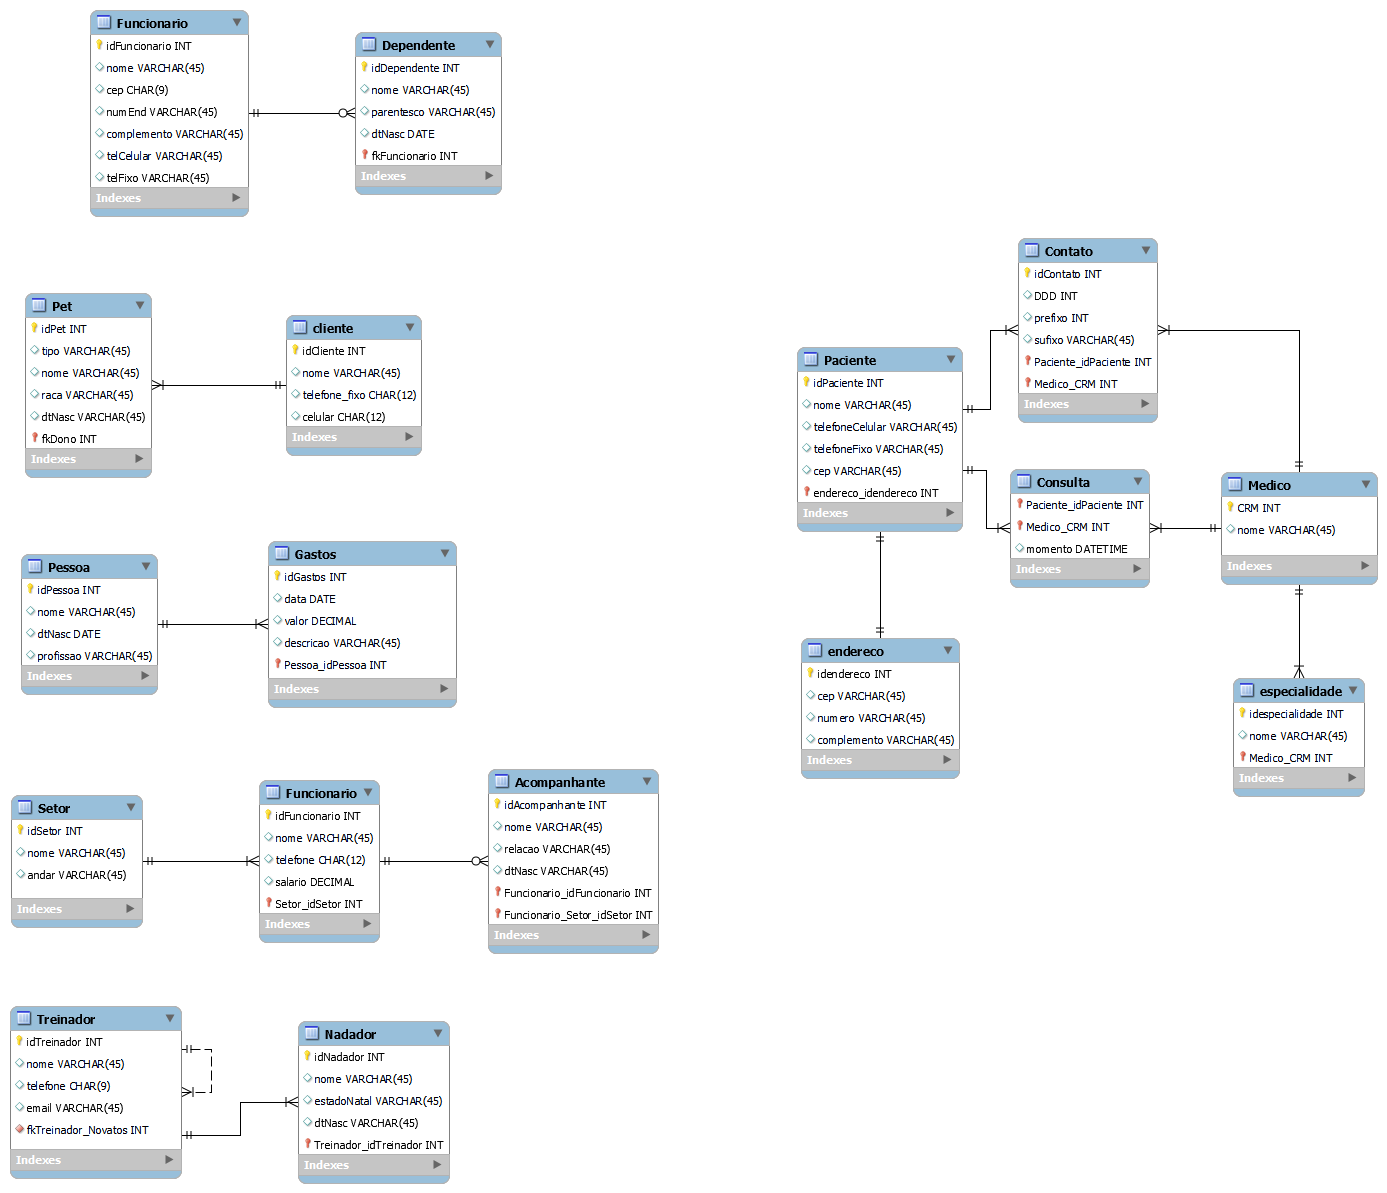 Funcionario
idFuncionario INT
nome VARCHAR(45)
cep CHAR(9)
numEnd VARCHAR(45)
complemento VARCHAR(45)
telCelular VARCHAR(45)
telFixo VARCHAR(45)
Indexes
Dependente
idDependente INT
nome VARCHAR(45)
parentesco VARCHAR(45)
dtNasc DATE
fkFuncionario INT
Indexes
Pet
idPet INT
tipo VARCHAR(45)
nome VARCHAR(45)
raca VARCHAR(45)
dtNasc VARCHAR(45)
fkDono INT
Indexes
cliente
idCliente INT
nome VARCHAR(45)
telefone_fixo CHAR(12)
celular CHAR(12)
Indexes
Pessoa
idPessoa INT
nome VARCHAR(45)
dtNasc DATE
profissao VARCHAR(45)
Indexes
Gastos
idGastos INT
data DATE
valor DECIMAL
descricao VARCHAR(45)
Pessoa_idPessoa INT
Indexes
Setor
idSetor INT
nome VARCHAR(45)
andar VARCHAR(45)
Indexes
Funcionario
idFuncionario INT
nome VARCHAR(45)
telefone CHAR(12)
salario DECIMAL
Setor_idSetor INT
Indexes
Acompanhante
idAcompanhante INT
nome VARCHAR(45)
relacao VARCHAR(45)
dtNasc VARCHAR(45)
Funcionario_idFuncionario INT
Funcionario_Setor_idSetor INT
Indexes
Treinador
idTreinador INT
nome VARCHAR(45)
telefone CHAR(9)
email VARCHAR(45)
fkTreinador_Novatos INT
Indexes
Nadador
idNadador INT
nome VARCHAR(45)
estadoNatal VARCHAR(45)
dtNasc VARCHAR(45)
Treinador_idTreinador INT
Indexes
Contato
idContato INT
DDD INT
prefixo INT
sufixo VARCHAR(45)
Paciente_idPaciente INT
Medico_CRM INT
Indexes
Paciente
idPaciente INT
nome VARCHAR(45)
telefoneCelular VARCHAR(45)
telefoneFixo VARCHAR(45)
cep VARCHAR(45)
endereco_idendereco INT
Indexes
Consulta
Paciente_idPaciente INT
Medico_CRM INT
momento DATETIME
Indexes
Medico
CRM INT
nome VARCHAR(45)
Indexes
endereco
idendereco INT
cep VARCHAR(45)
numero VARCHAR(45)
complemento VARCHAR(45)
Indexes
especialidade
idespecialidade INT
nome VARCHAR(45)
Medico_CRM INT
Indexes